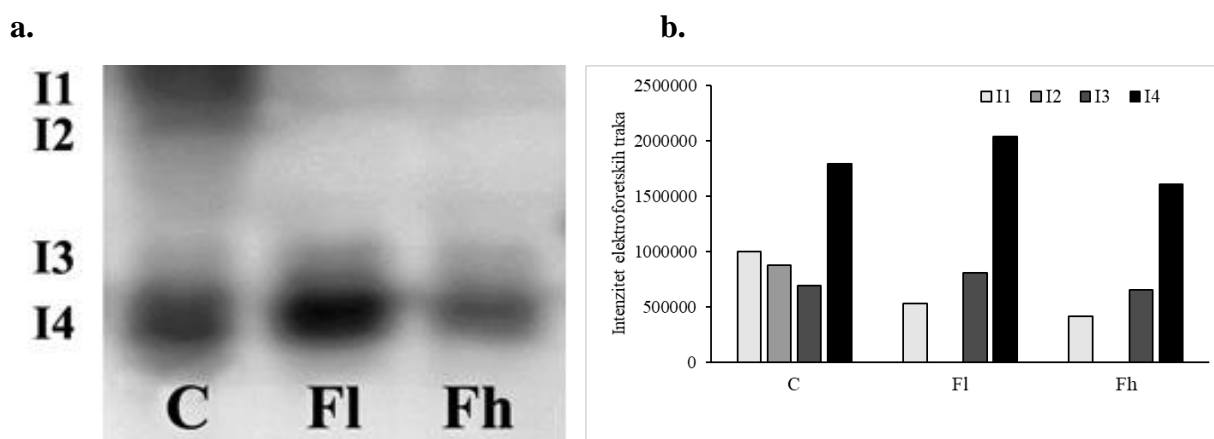 a.
I1
I2
I3
I4
C Fl Fh
b.
Intenzitet elektroforetskih traka
2500000
2000000
1500000
1000000
500000
0
I1 I2 I3 I4
C Fl Fh